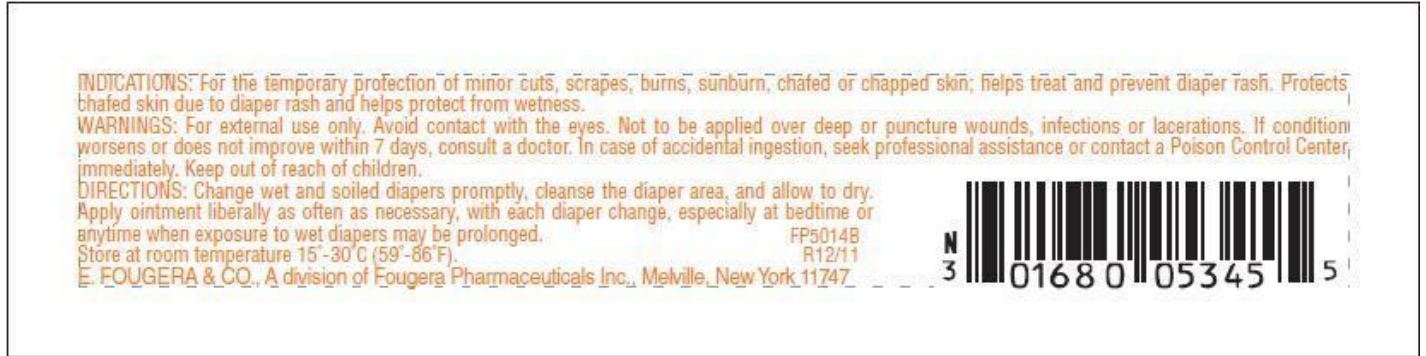 INDICATIONS: For the temporary protection of minor cuts, scrapes, burns, sunburn, chafed or chapped skin; helps treat and prevent diaper rash. Protects
chafed skin due to diaper rash and helps protect from wetness.
WARNINGS: For external use only. Avoid contact with the eyes. Not to be applied over deep or puncture wounds, infections or lacerations. If condition
worsens or does not improve within 7 days, consult a doctor. In case of accidental ingestion, seek professional assistance or contact a Poison Control Center
immediately. Keep out of reach of children.
DIRECTIONS: Change wet and soiled diapers promptly, cleanse the diaper area, and allow to dry.
Apply ointment liberally as often as necessary, with each diaper change, especially at bedtime or
anytime when exposure to wet diapers may be prolonged. FP5014B
Store at room temperature 15°-30°C (59°-86°F). R12/11
E. FOUGERA & CO., A division of Fougera Pharmaceuticals Inc., Melville, New York 11747
N
3 01680 05345 5